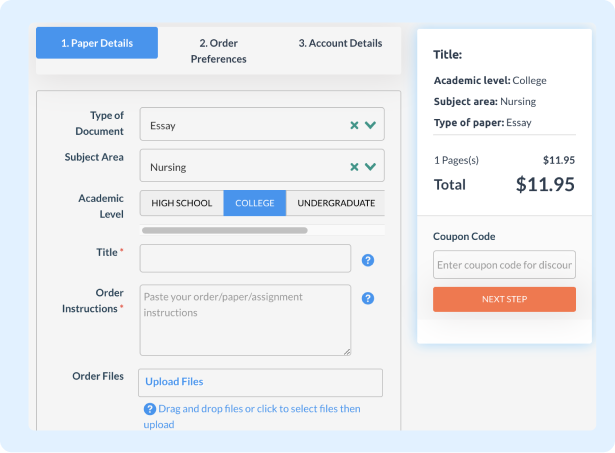 1. Paper Details
2. Order
Preferences
3. Account Details
Type of
Document
Essay
Subject Area
Nursing
Academic
Level
HIGH SCHOOL
COLLEGE
UNDERGRADUATE
Title *
?
Order
Instructions *
Paste your order/paper/assignment
instructions
?
Order Files
Upload Files
? Drag and drop files or click to select files then
upload
Title:
Academic level: College
Subject area: Nursing
Type of paper: Essay
1 Pages(s) $11.95
Total $11.95
Coupon Code
Enter coupon code for discour
NEXT STEP